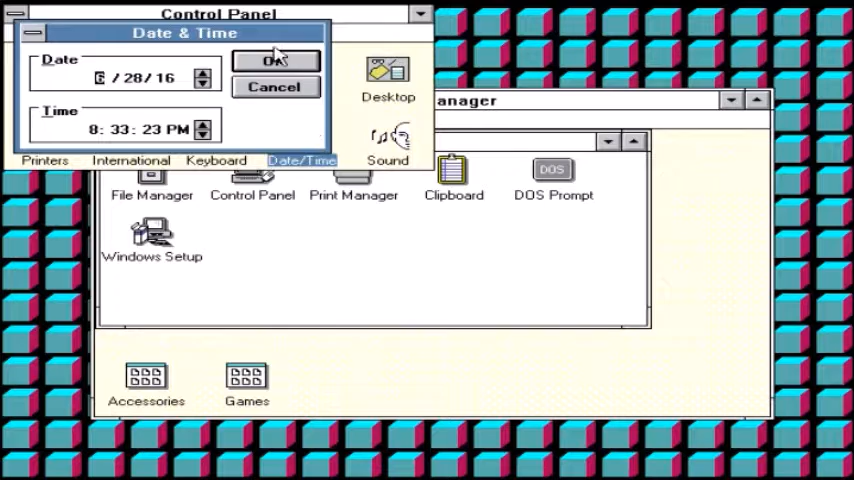 Control Panel
Date & Time
Date
6/28/16
Cancel
Time
8: 33: 23 PM
Desktop
anager
Printers
International
Keyboard
Date/Time
Sound
File Manager
Control Panel
Print Manager
Clipboard
DOS
DOS Prompt
Windows Setup
Accessories
Games